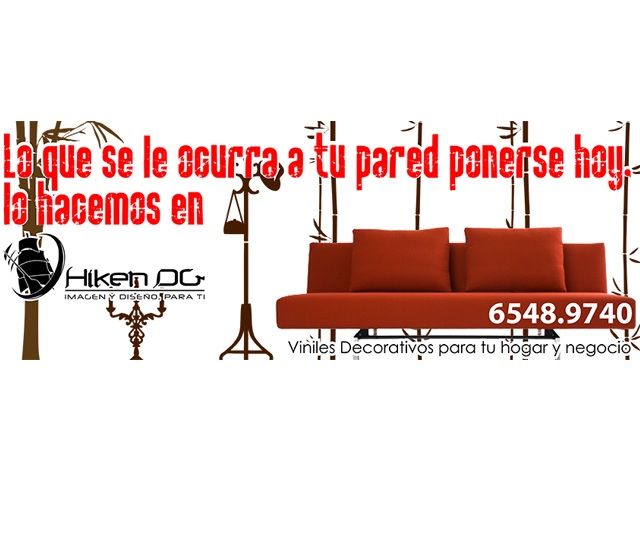 Lo que se le ocurra a tu pared ponerse hoy,
lo hacemos en
Hiken DG
IMAGEN Y DISEÑO, PARA TI
6548.9740
Viniles Decorativos para tu hogar y negocio